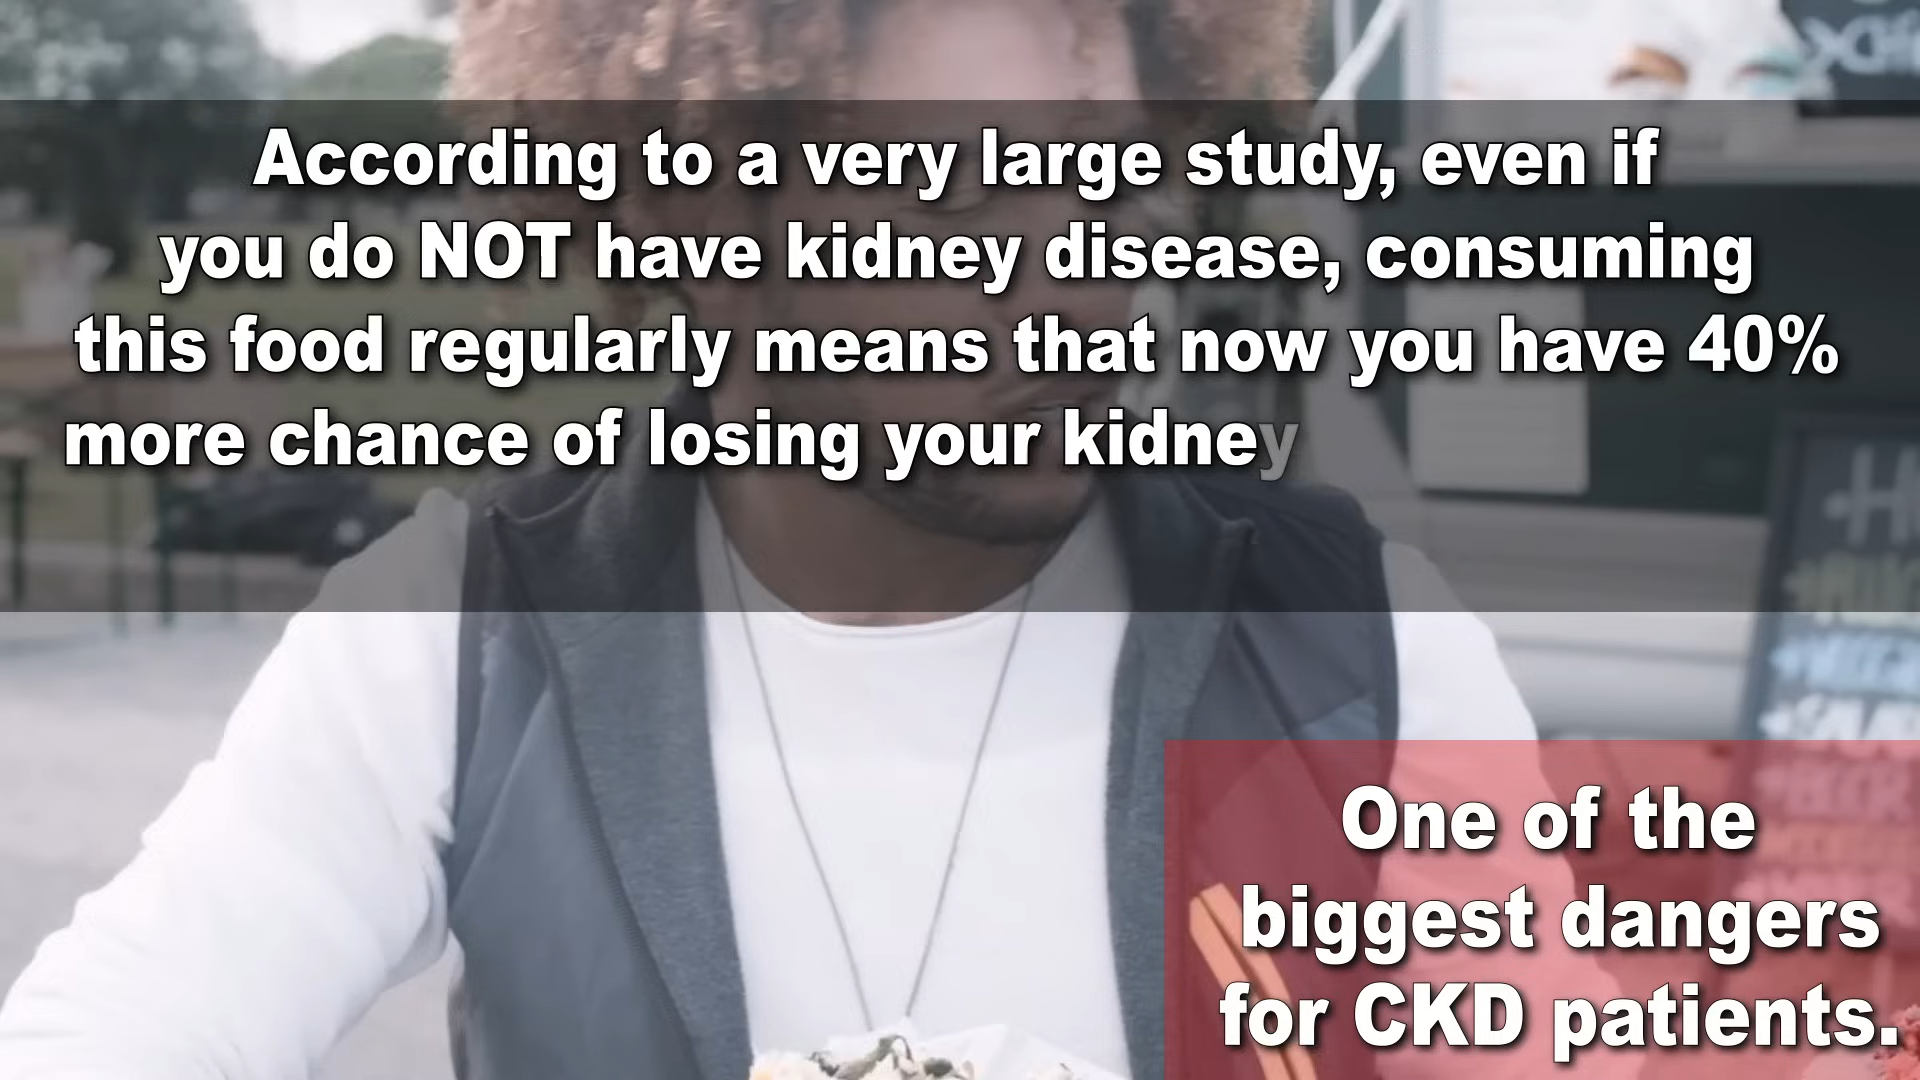 According to a very large study, even if
you do NOT have kidney disease, consuming
this food regularly means that now you have 40%
more chance of losing your kidney
One of the
biggest dangers
for CKD patients.